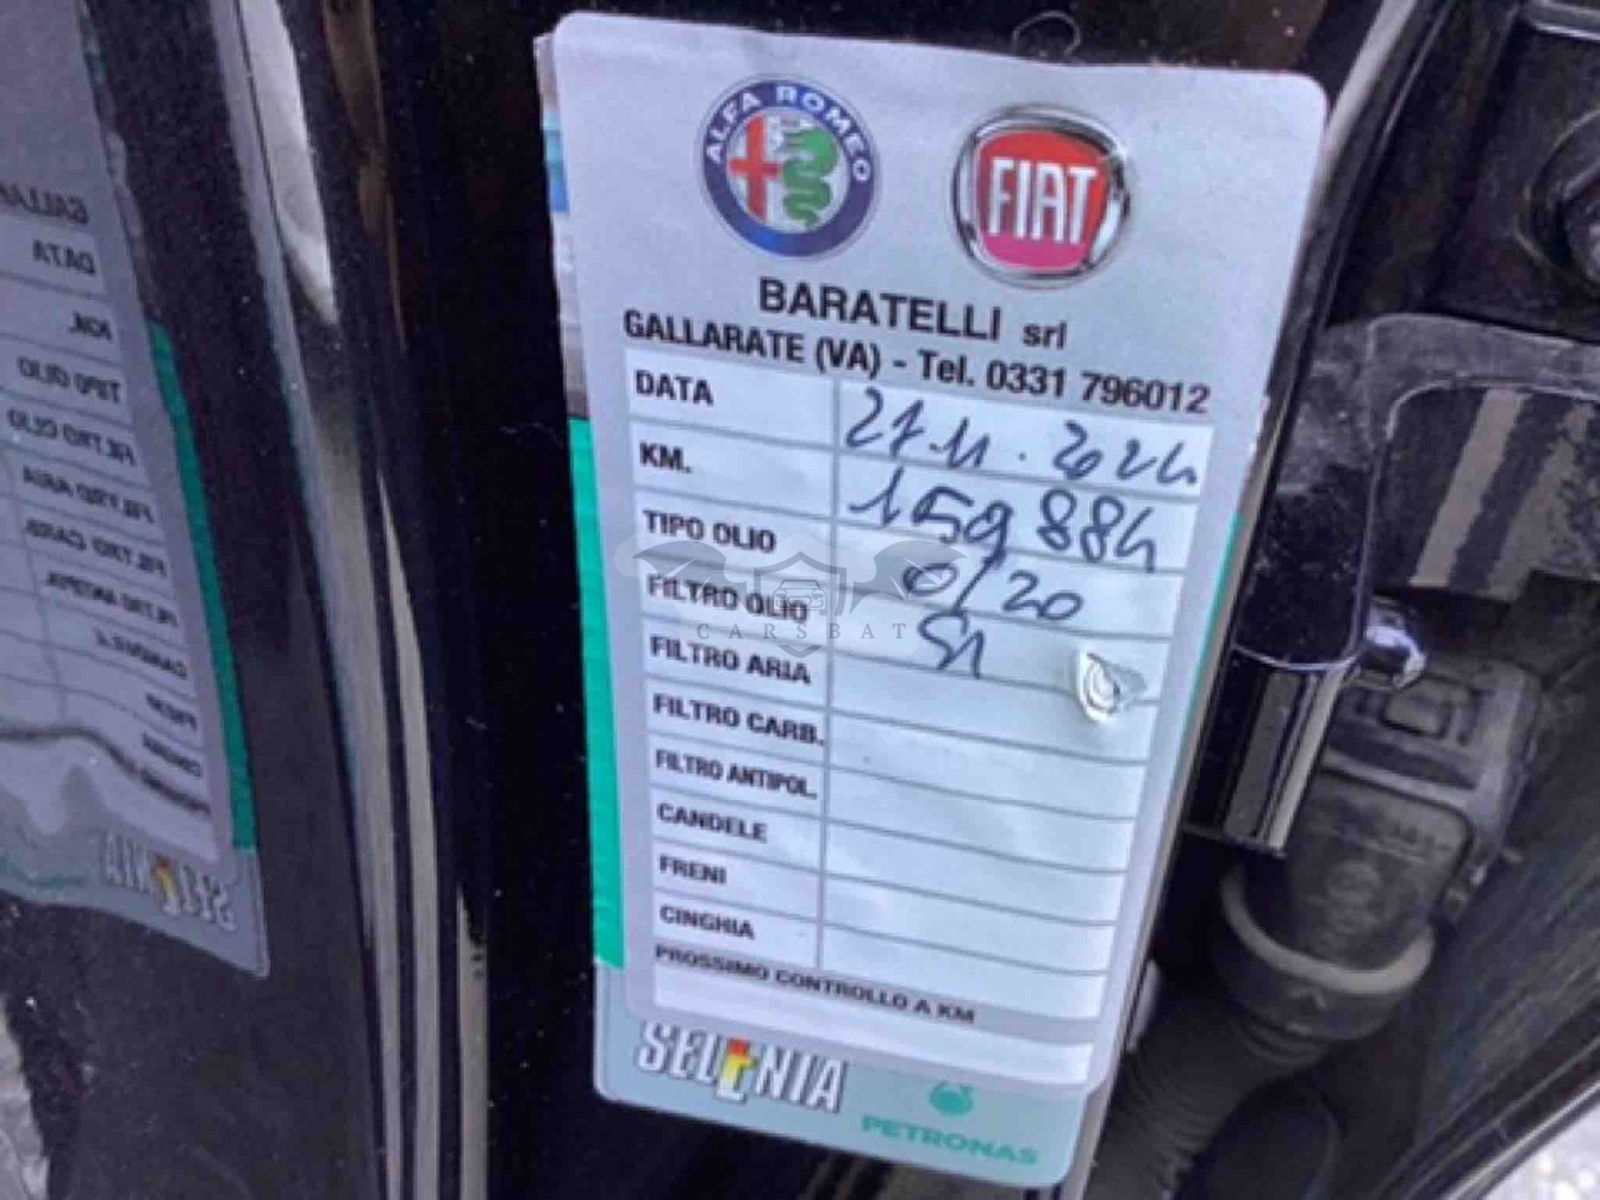 ALFA ROMEO
FIAT
BARATELLI srl
GALLARATE (VA) - Tel. 0331 796012
DATA 27.11.2024
KM. 159884
TIPO OLIO 0/20
FILTRO OLIO SI
CARSBAT
FILTRO ARIA
FILTRO CARB.
FILTRO ANTIPOL.
CANDELE
FRENI
CINGHIA
PROSSIMO CONTROLLO A KM
SELENIA
PETRONAS